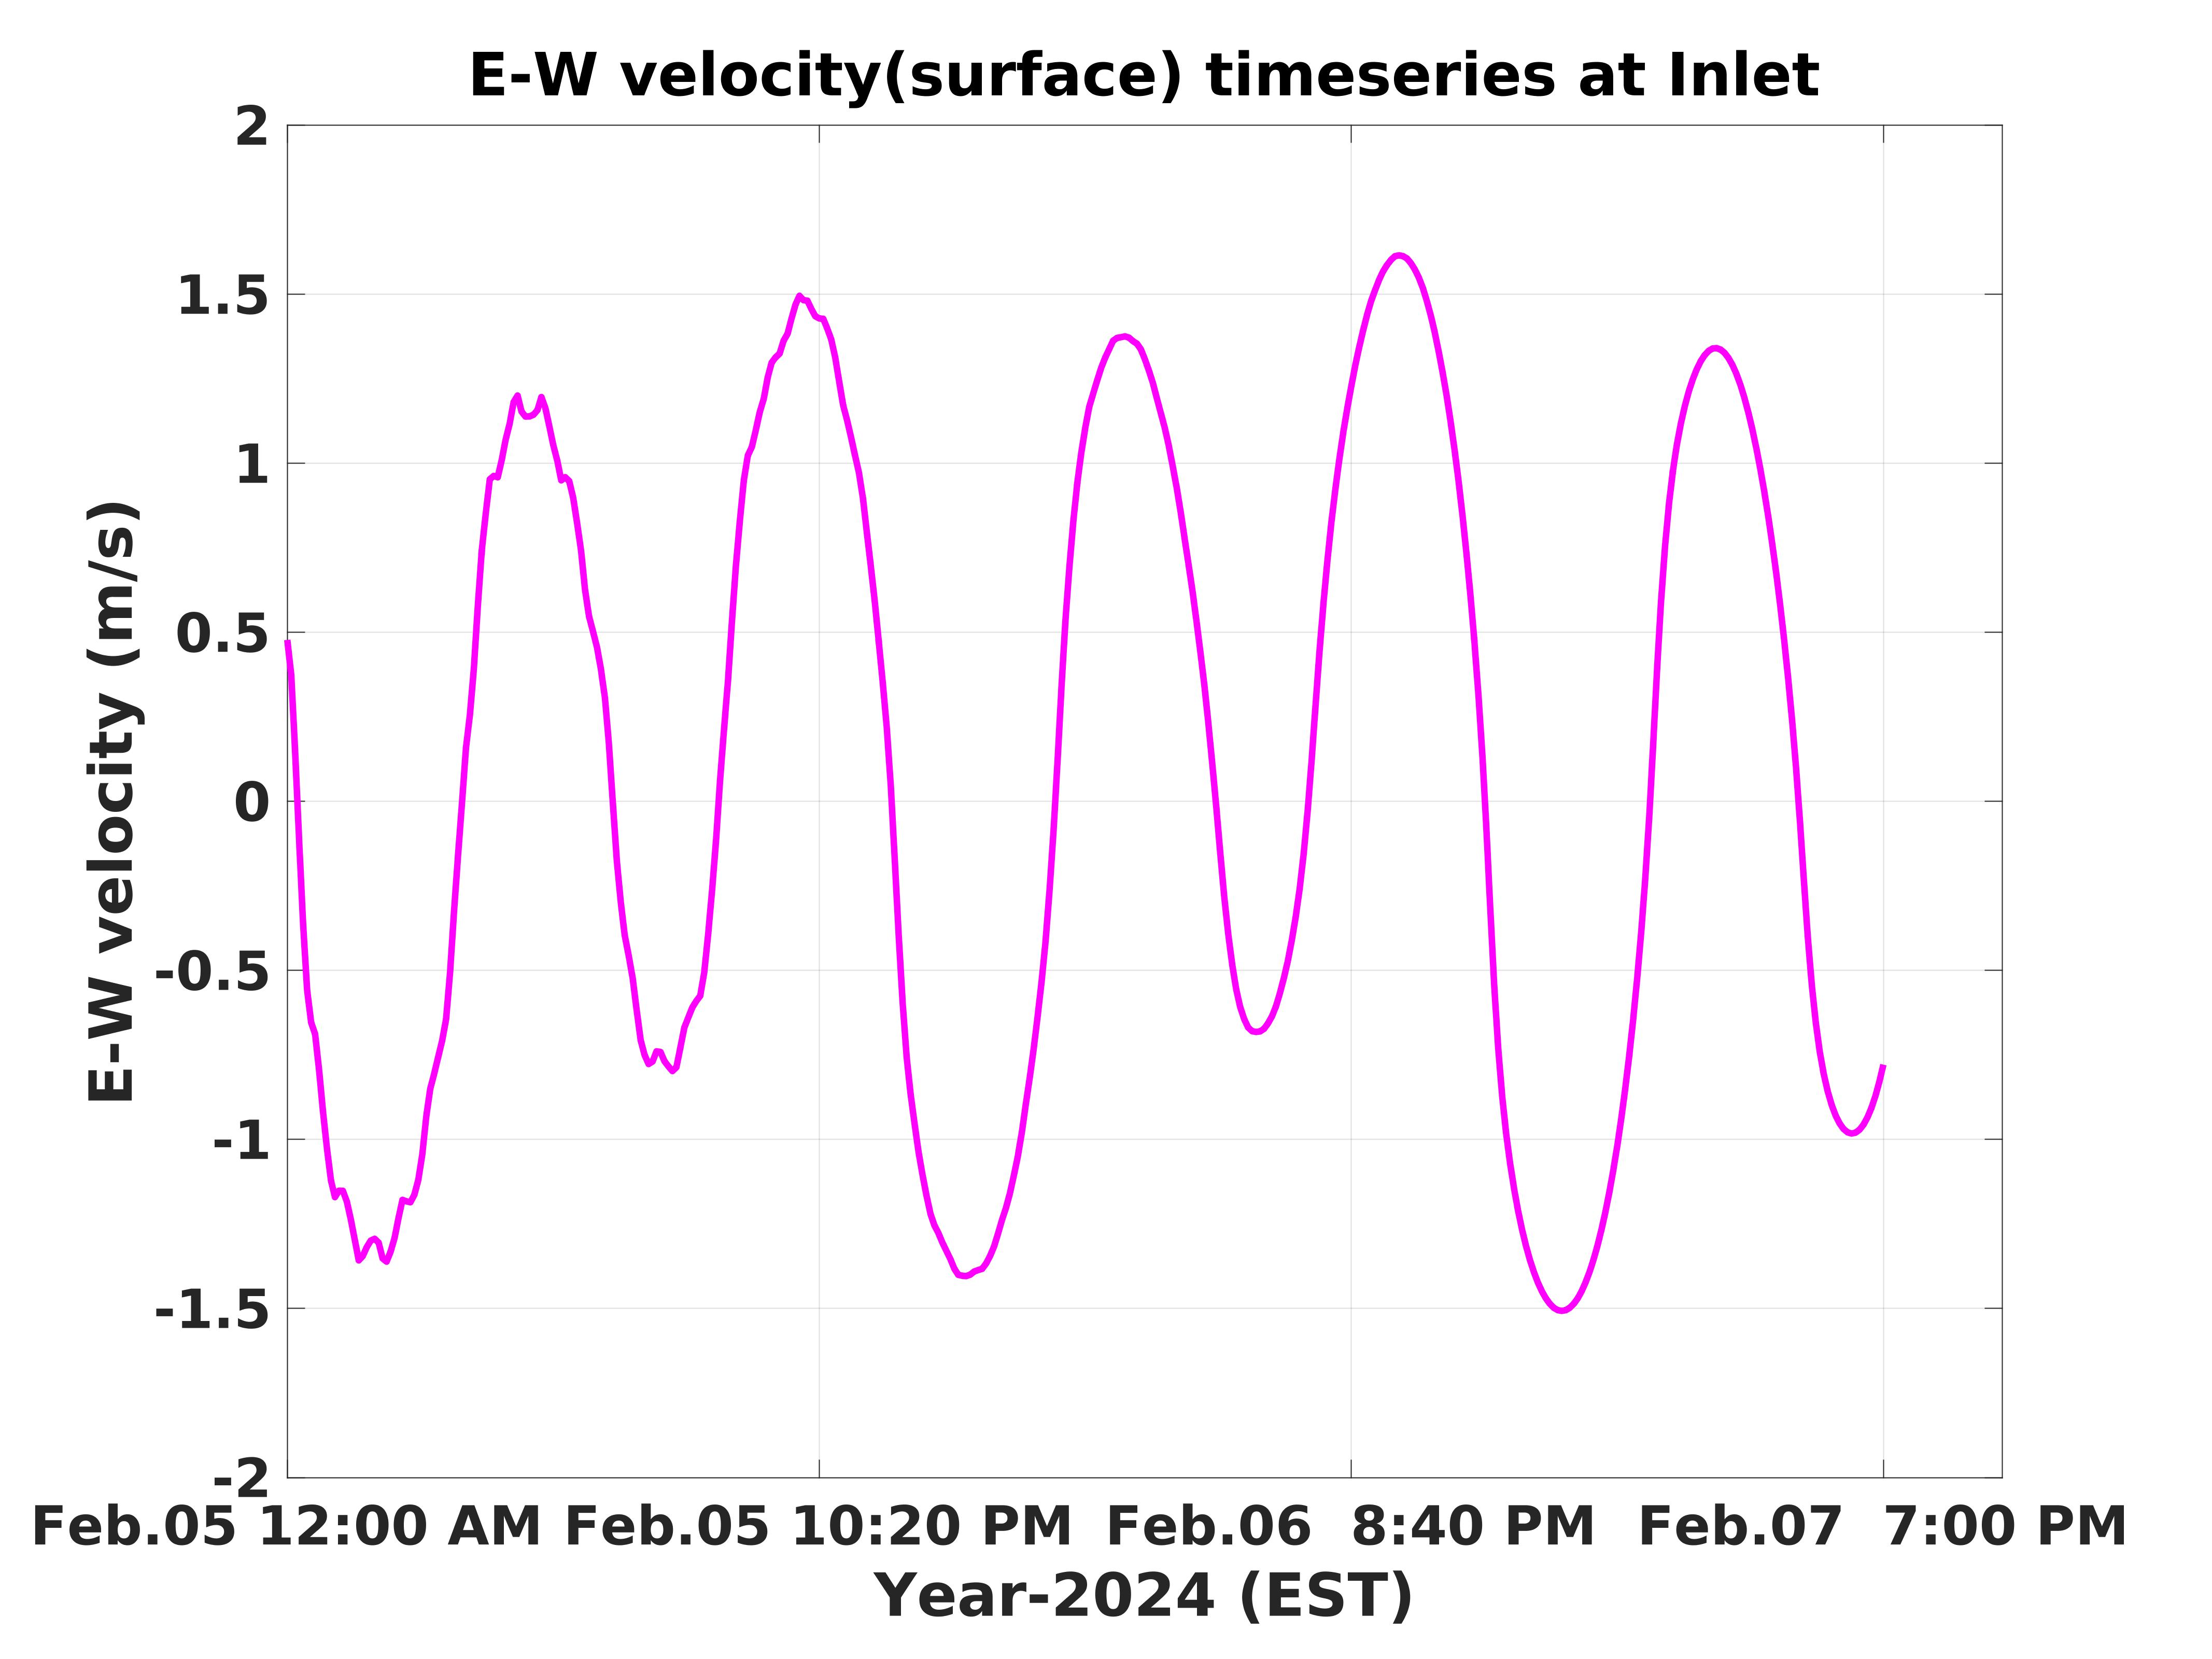 E-W velocity(surface) timeseries at Inlet
E-W velocity (m/s)
2
1.5
1
0.5
0
-0.5
-1
-1.5
-2
Feb.05 12:00 AM Feb.05 10:20 PM Feb.06 8:40 PM Feb.07 7:00 PM
Year-2024 (EST)